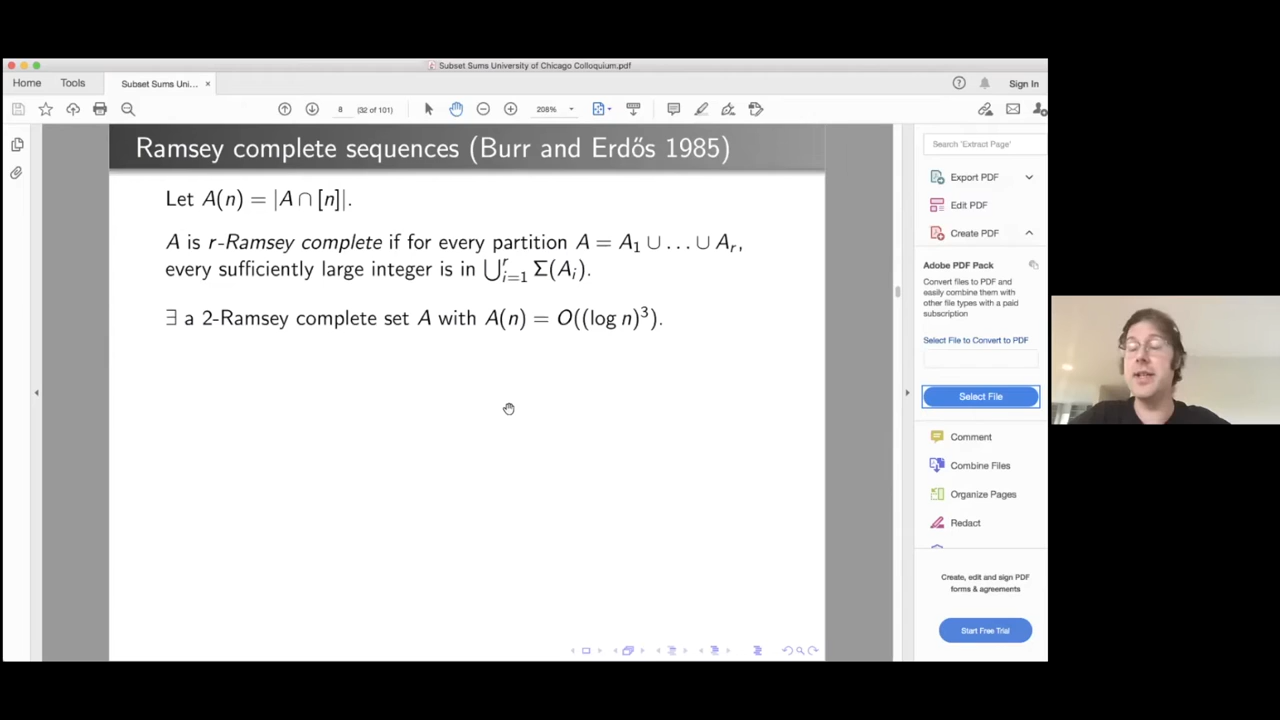 Subset Sums University of Chicago Colloquium.pdf
Home Tools Subset Sums Uni... × Sign In
8 (32 of 101) 208%
Ramsey complete sequences (Burr and Erdős 1985)
Let A(n) = |A ∩ [n]|.
A is r-Ramsey complete if for every partition A = A₁ ∪ … ∪ Aᵣ,
every sufficiently large integer is in ⋃ᵢ₌₁ʳ Σ(Aᵢ).
∃ a 2-Ramsey complete set A with A(n) = O((log n)³).
Search 'Extract Page'
Export PDF
Edit PDF
Create PDF
Adobe PDF Pack
Convert files to PDF and
easily combine them with
other file types with a paid
subscription
Select File to Convert to PDF
Select File
Comment
Combine Files
Organize Pages
Redact
Create, edit and sign PDF
forms & agreements
Start Free Trial